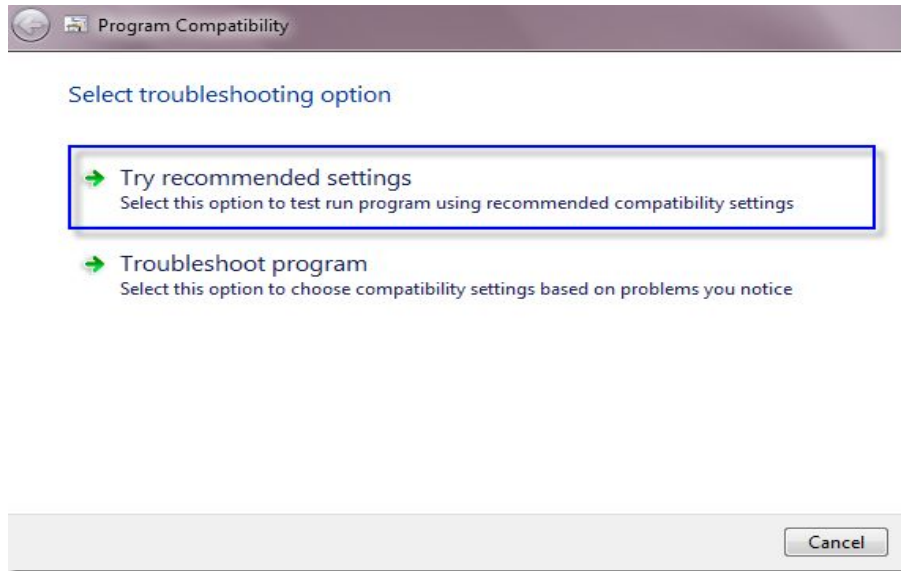 Program Compatibility
Select troubleshooting option
Try recommended settings
Select this option to test run program using recommended compatibility settings
Troubleshoot program
Select this option to choose compatibility settings based on problems you notice
Cancel